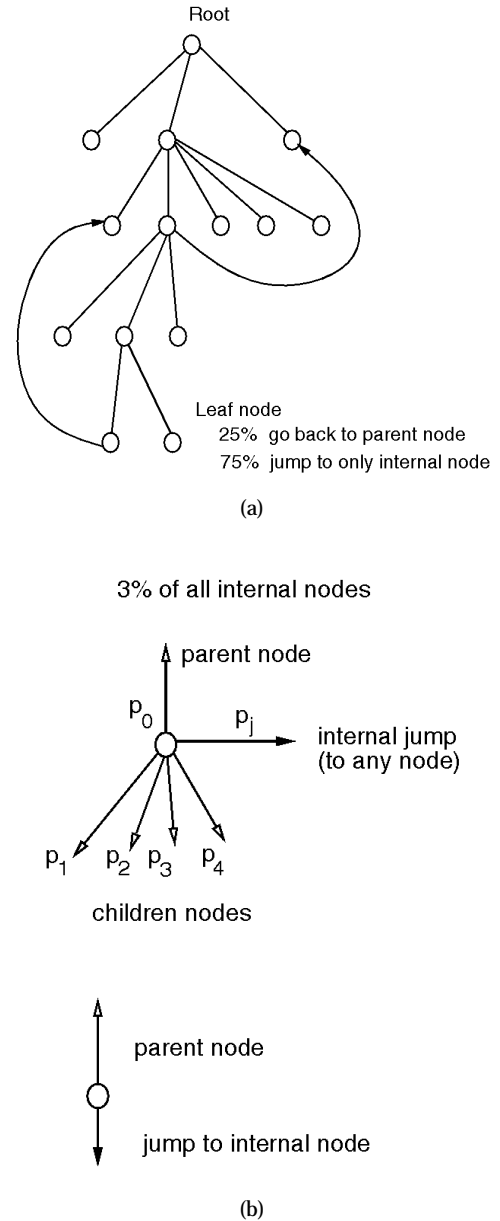 Root
Leaf node
25% go back to parent node
75% jump to only internal node
(a)
3% of all internal nodes
parent node
p0
pj
internal jump
(to any node)
p1 p2 p3 p4
children nodes
parent node
jump to internal node
(b)